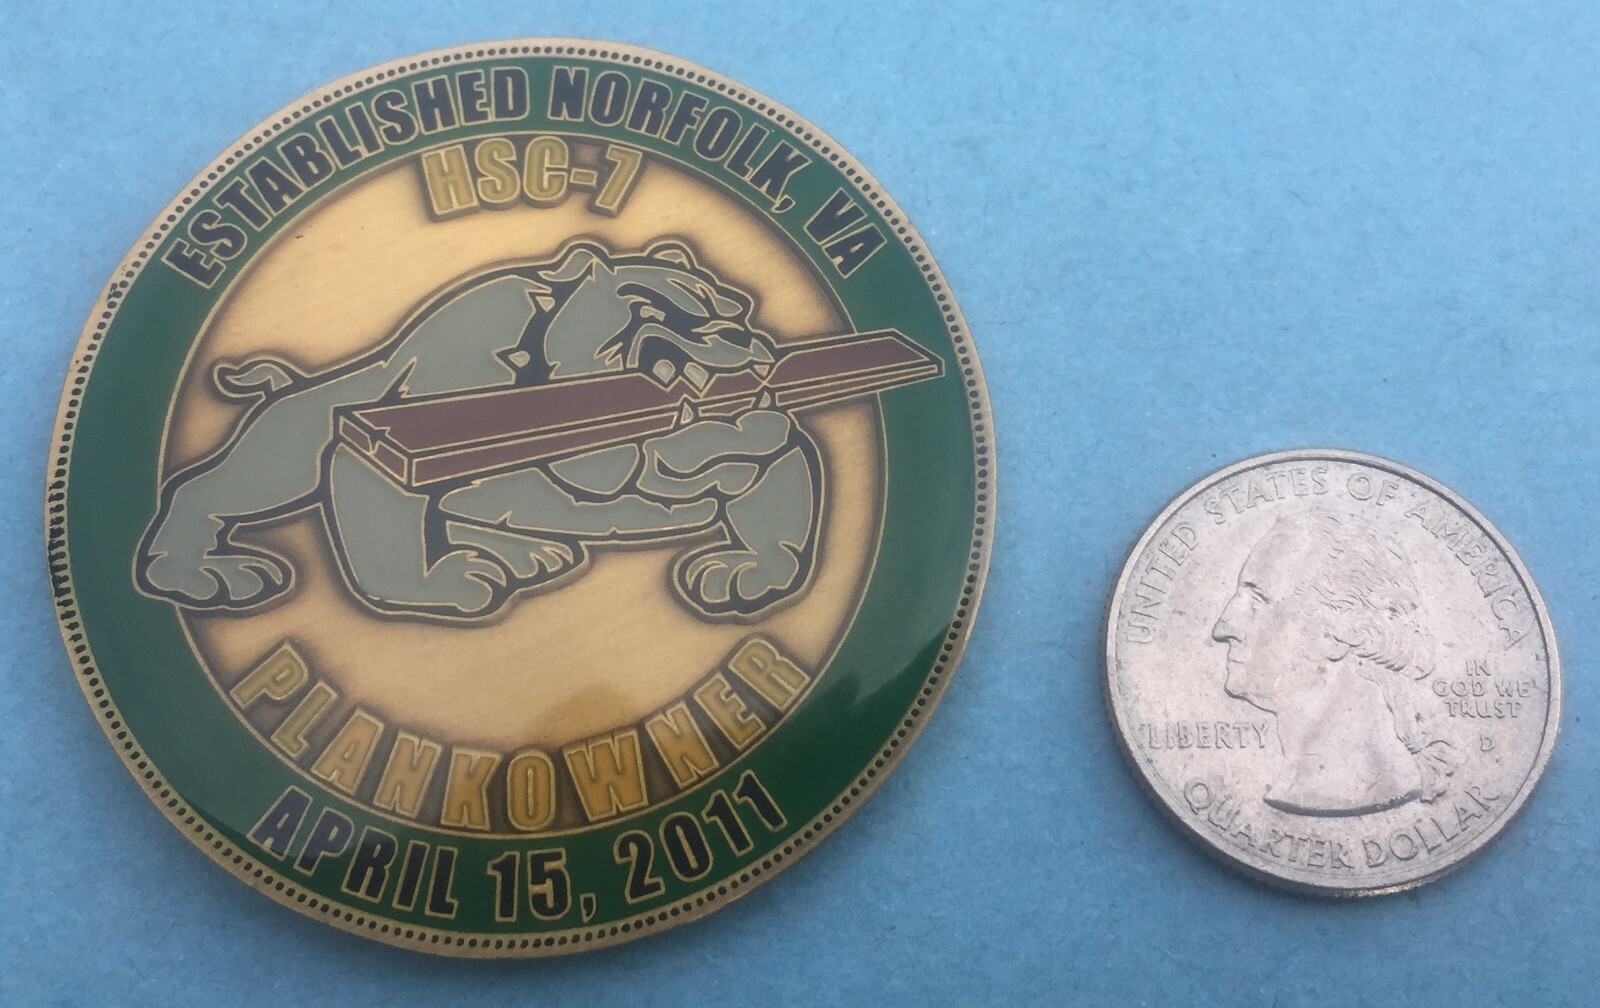 ESTABLISHED NORFOLK, VA
HSC-7
PLANKOWNER
APRIL 15, 2011
UNITED STATES OF AMERICA
IN
GOD WE
TRUST
LIBERTY
D
QUARTER DOLLAR